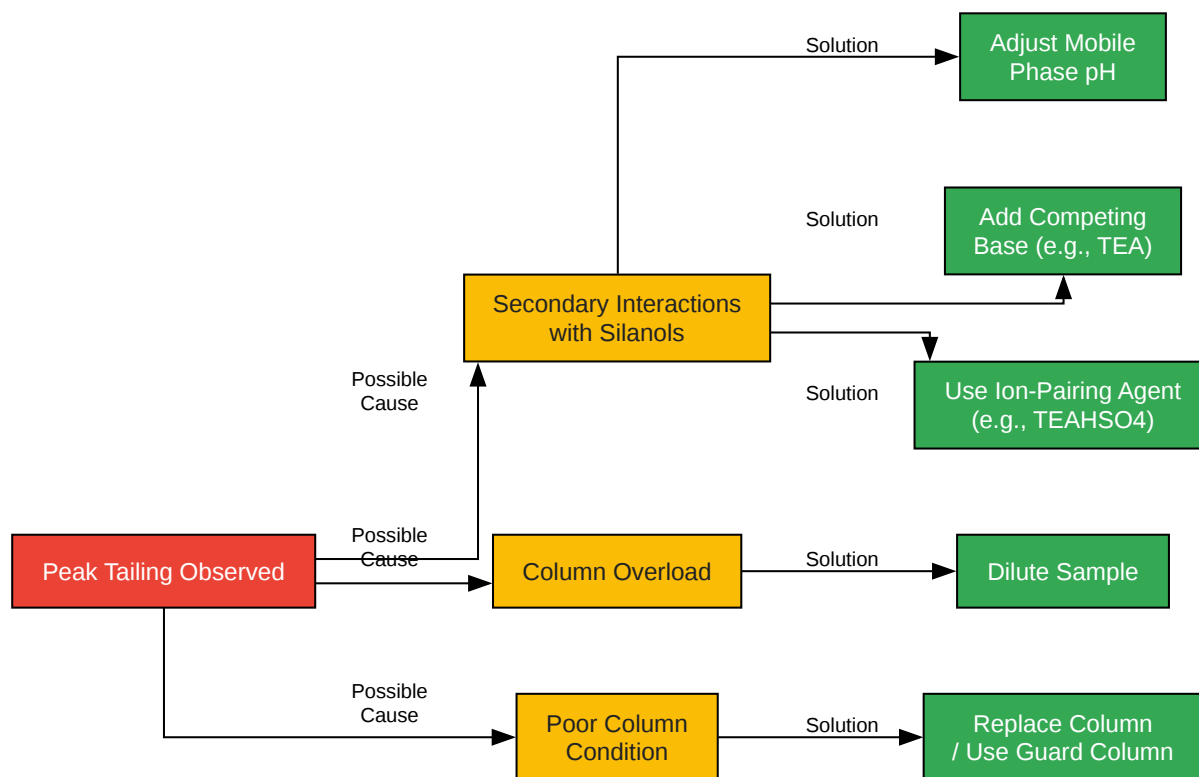 Solution
Adjust Mobile
Phase pH
Solution
Add Competing
Base (e.g., TEA)
Secondary Interactions
with Silanols
Possible
Cause
Solution
Use Ion-Pairing Agent
(e.g., TEAHSO4)
Peak Tailing Observed
Possible
Cause
Column Overload
Solution
Dilute Sample
Possible
Cause
Poor Column
Condition
Solution
Replace Column
/ Use Guard Column